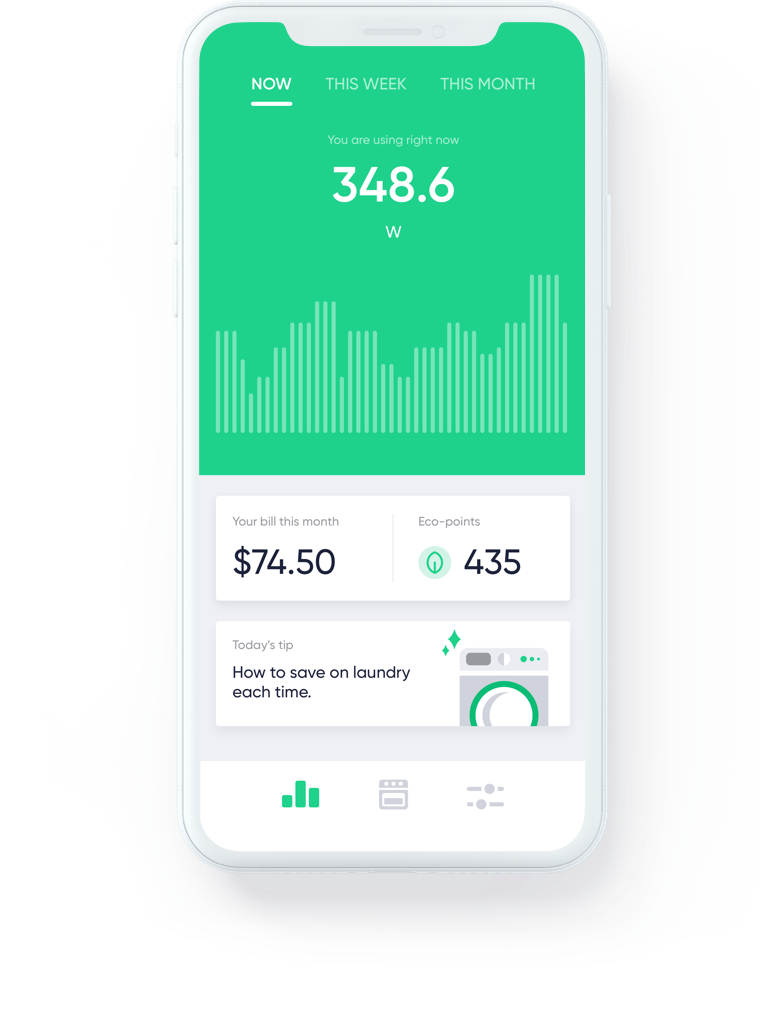 NOW THIS WEEK THIS MONTH
You are using right now
348.6
W
Your bill this month
$74.50
Eco-points
435
Today's tip
How to save on laundry
each time.